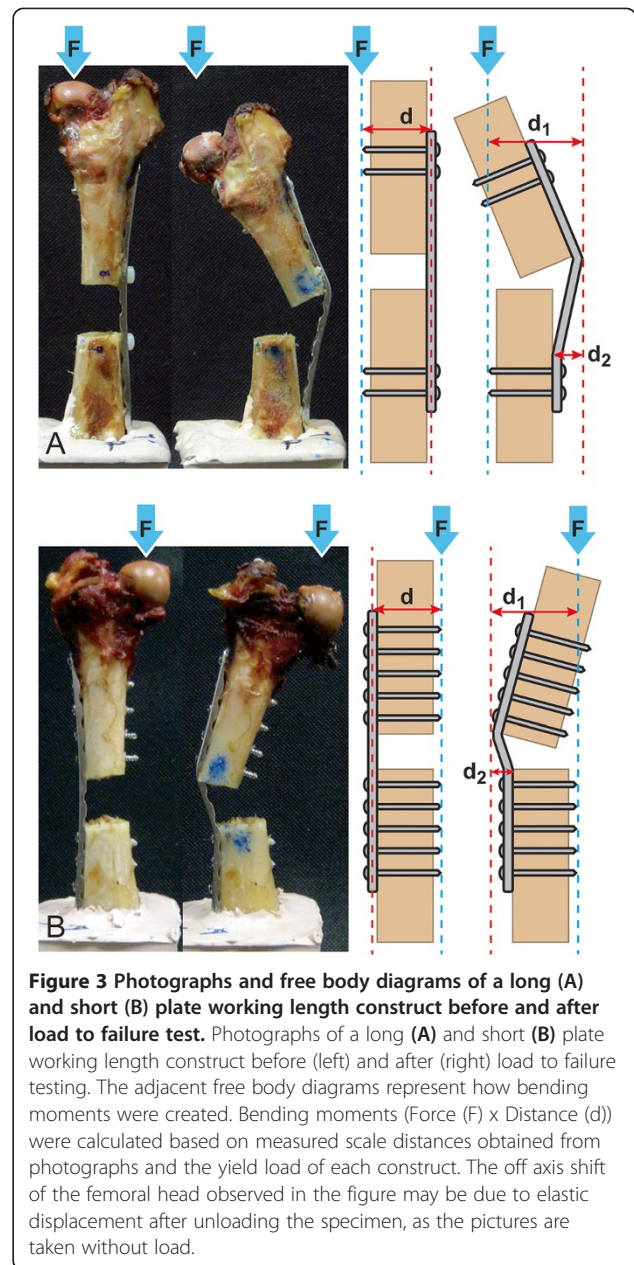 F
F
F
F
d
d₁
d₂
A
F
F
F
F
d
d₁
d₂
B
Figure 3 Photographs and free body diagrams of a long (A)
and short (B) plate working length construct before and after
load to failure test. Photographs of a long (A) and short (B) plate
working length construct before (left) and after (right) load to failure
testing. The adjacent free body diagrams represent how bending
moments were created. Bending moments (Force (F) x Distance (d))
were calculated based on measured scale distances obtained from
photographs and the yield load of each construct. The off axis shift
of the femoral head observed in the figure may be due to elastic
displacement after unloading the specimen, as the pictures are
taken without load.